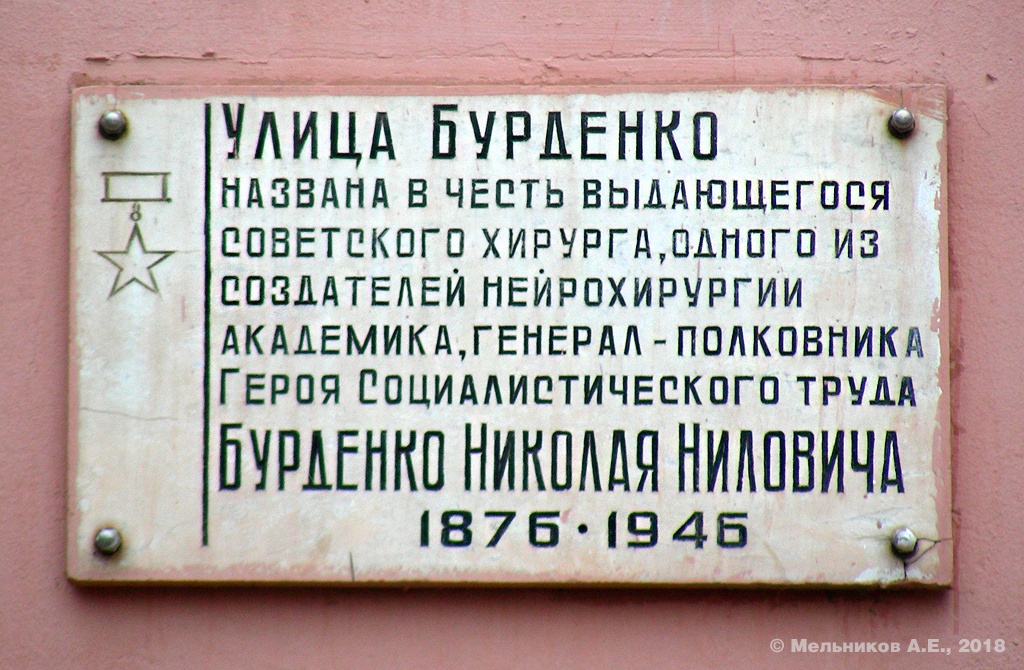 Улица Бурденко
названа в честь выдающегося
советского хирурга, одного из
создателей нейрохирургии
академика, генерал - полковника
Героя Социалистического труда
Бурденко Николая Ниловича
1876 · 1946
© Мельников А.Е., 2018